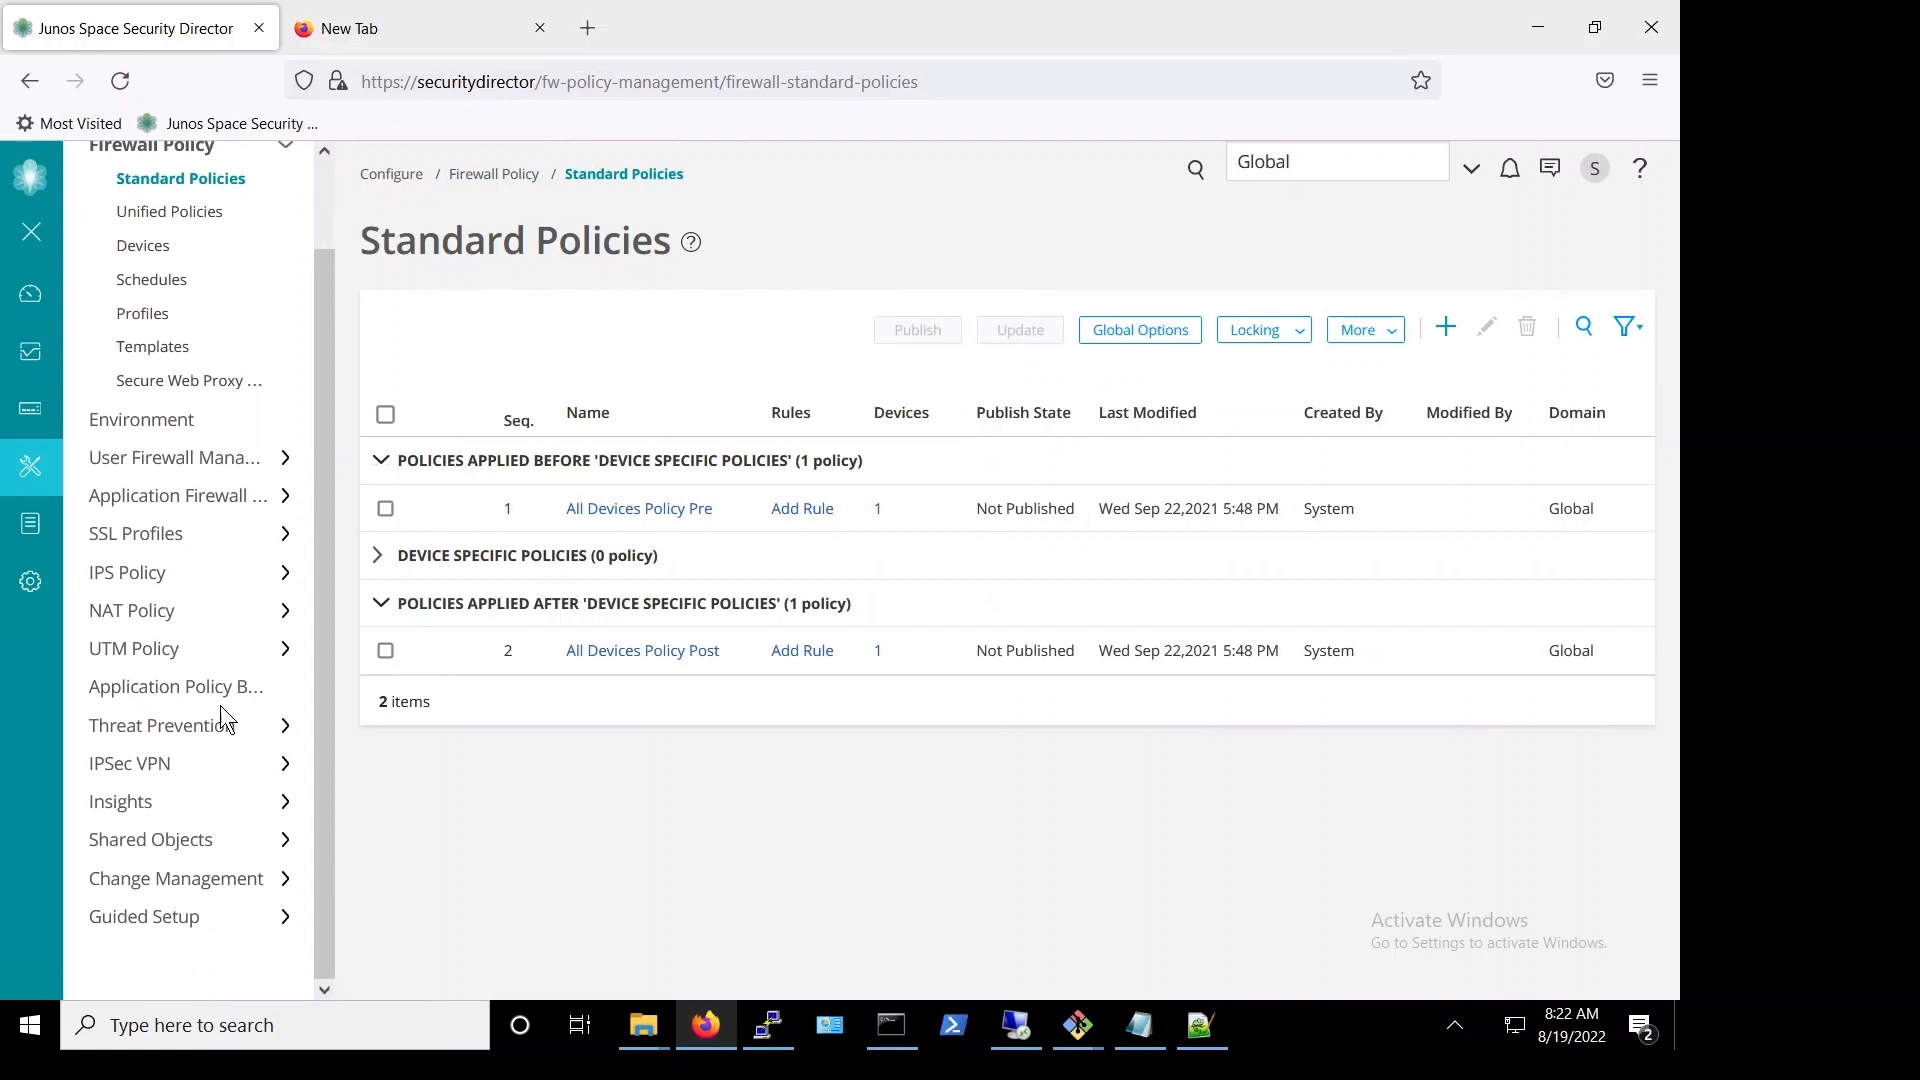 Junos Space Security Director
New Tab
https://securitydirector/fw-policy-management/firewall-standard-policies
Most Visited
Junos Space Security ...
Firewall Policy
Standard Policies
Unified Policies
Devices
Schedules
Profiles
Templates
Secure Web Proxy ...
Environment
User Firewall Mana...
Application Firewall ...
SSL Profiles
IPS Policy
NAT Policy
UTM Policy
Application Policy B...
Threat Prevention
IPSec VPN
Insights
Shared Objects
Change Management
Guided Setup
Configure / Firewall Policy / Standard Policies
Global
S
?
Standard Policies ?
Publish
Update
Global Options
Locking
More
Seq. Name Rules Devices Publish State Last Modified Created By Modified By Domain
POLICIES APPLIED BEFORE 'DEVICE SPECIFIC POLICIES' (1 policy)
1 All Devices Policy Pre Add Rule 1 Not Published Wed Sep 22,2021 5:48 PM System Global
DEVICE SPECIFIC POLICIES (0 policy)
POLICIES APPLIED AFTER 'DEVICE SPECIFIC POLICIES' (1 policy)
2 All Devices Policy Post Add Rule 1 Not Published Wed Sep 22,2021 5:48 PM System Global
2 items
Activate Windows
Go to Settings to activate Windows.
Type here to search
8:22 AM
8/19/2022
2